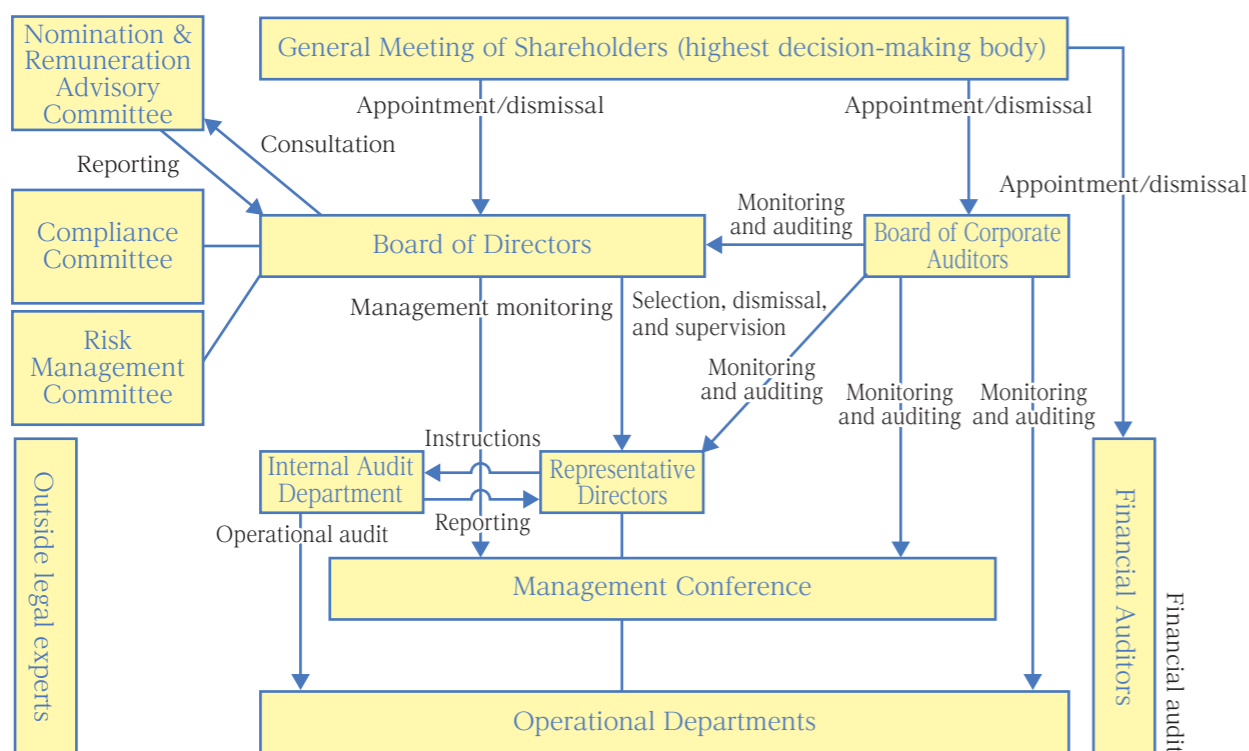 Nomination &
Remuneration
Advisory
Committee
General Meeting of Shareholders (highest decision-making body)
Appointment/dismissal
Appointment/dismissal
Consultation
Reporting
Appointment/dismissal
Compliance
Committee
Board of Directors
Monitoring
and auditing
Board of Corporate
Auditors
Management monitoring
Selection, dismissal,
and supervision
Risk
Management
Committee
Monitoring
and auditing
Monitoring
and auditing
Monitoring
and auditing
Instructions
Internal Audit
Department
Representative
Directors
Reporting
Operational audit
Outside legal experts
Management Conference
Financial Auditors
Financial audit
Operational Departments